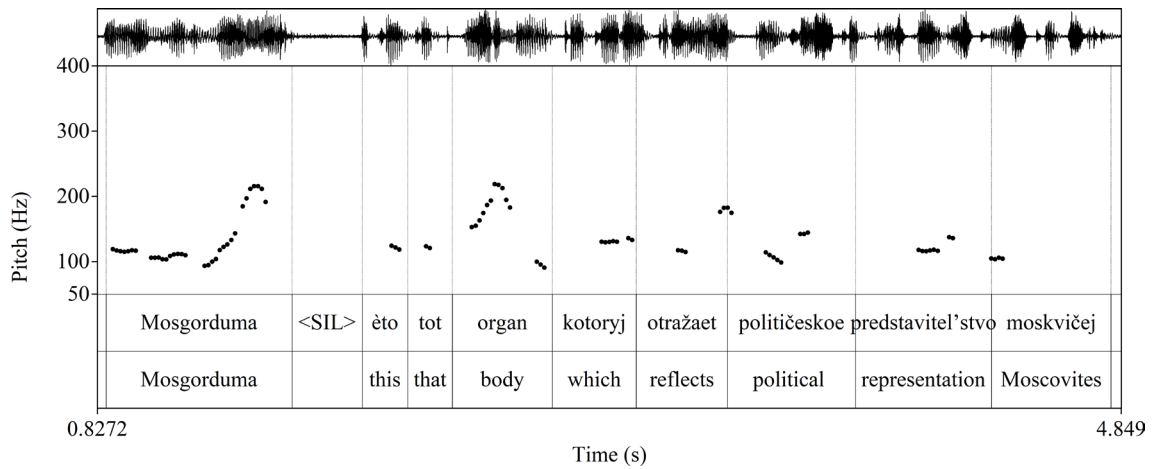 400
300
200
100
50
Pitch (Hz)
Mosgorduma <SIL> èto tot organ kotoryj otražaet političeskoe predstavitel’stvo moskvičej
Mosgorduma this that body which reflects political representation Moscovites
0.8272 4.849
Time (s)